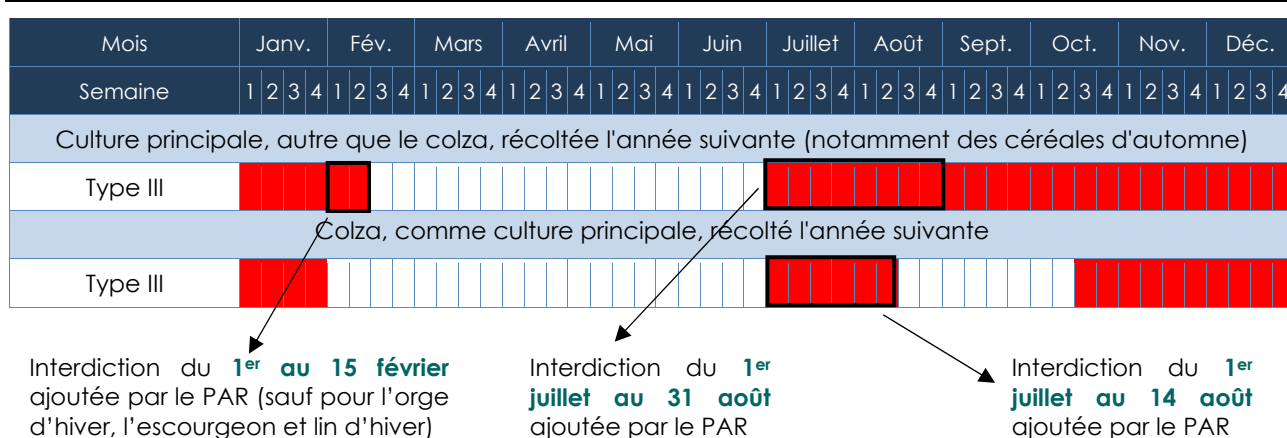 Mois Janv. Fév. Mars Avril Mai Juin Juillet Août Sept. Oct. Nov. Déc.
Semaine 1 2 3 4 1 2 3 4 1 2 3 4 1 2 3 4 1 2 3 4 1 2 3 4 1 2 3 4 1 2 3 4 1 2 3 4 1 2 3 4 1 2 3 4 1 2 3 4
Culture principale, autre que le colza, récoltée l'année suivante (notamment des céréales d'automne)
Type III
Colza, comme culture principale, récolté l'année suivante
Type III
Interdiction du 1er au 15 février
ajoutée par le PAR (sauf pour l’orge
d’hiver, l’escourgeon et lin d’hiver)
Interdiction du 1er
juillet au 31 août
ajoutée par le PAR
Interdiction du 1er
juillet au 14 août
ajoutée par le PAR